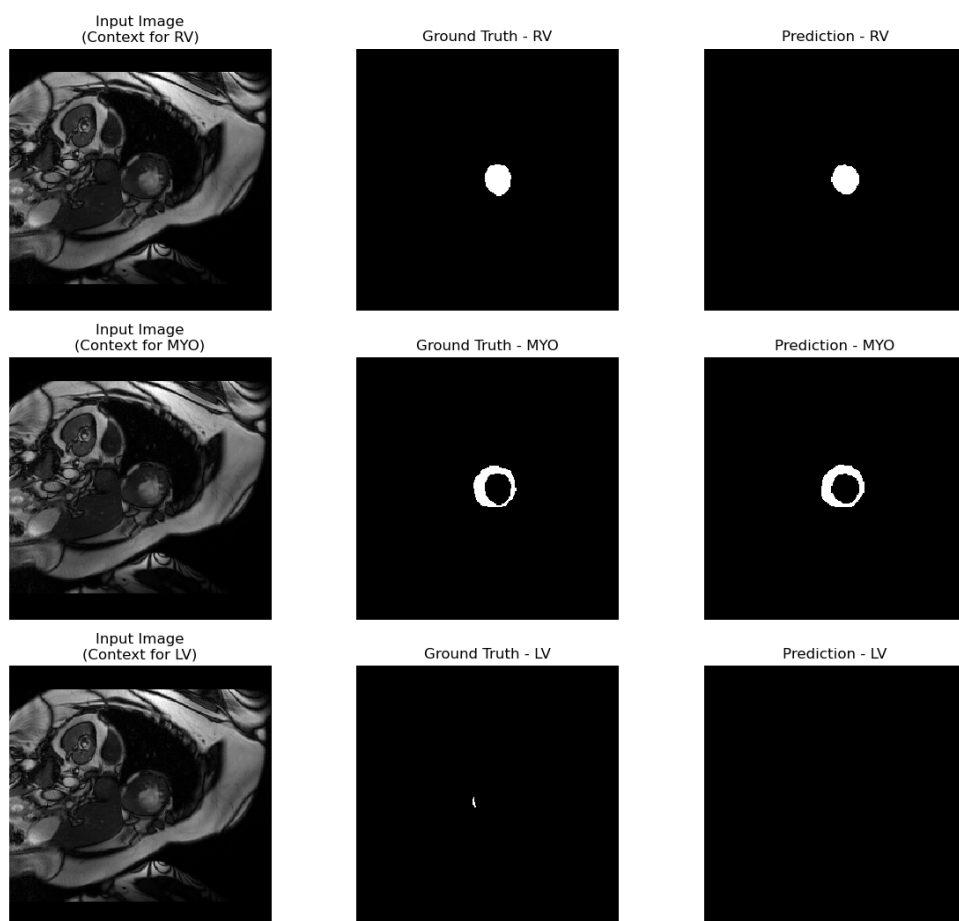 Input Image
(Context for RV)
Ground Truth - RV
Prediction - RV
Input Image
(Context for MYO)
Ground Truth - MYO
Prediction - MYO
Input Image
(Context for LV)
Ground Truth - LV
Prediction - LV